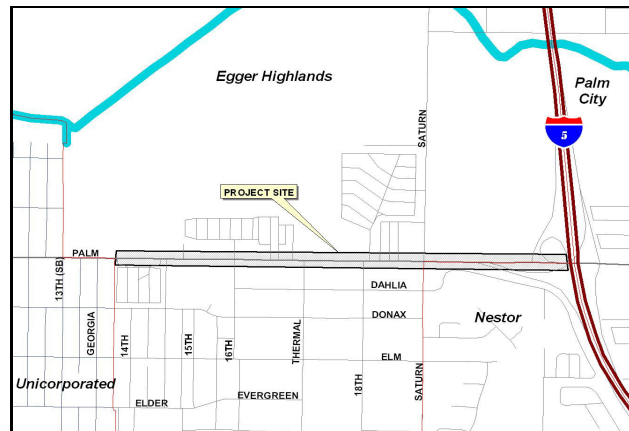 Egger Highlands
Palm
City
SATURN
5
PROJECT SITE
PALM
13TH (SB)
DAHLIA
GEORGIA
DONAX
Nestor
14TH
15TH
16TH
THERMAL
ELM
Unicorporated
18TH
SATURN
EVERGREEN
ELDER